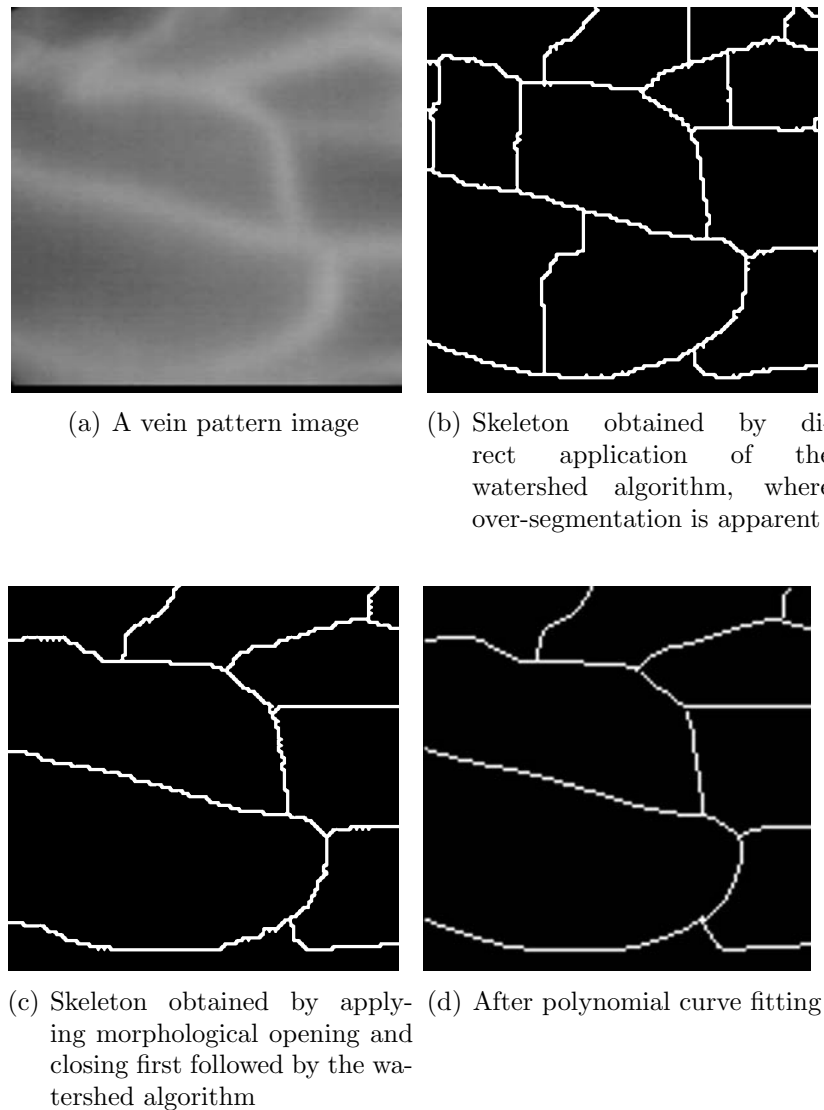 (a) A vein pattern image
(b) Skeleton obtained by di-
rect application of the
watershed algorithm, where
over-segmentation is apparent
(c) Skeleton obtained by apply-
ing morphological opening and
closing first followed by the wa-
tershed algorithm
(d) After polynomial curve fitting